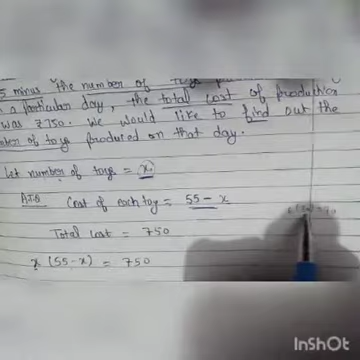 5 minus the number of toys
a particular day, the total cost of production
was ₹750. We would like to find out the
mber of toys produced on that day.
Let number of toys = x
A.T.Q Cost of each toy = 55 - x
Total cost = 750
x (55-x) = 750
InShOt